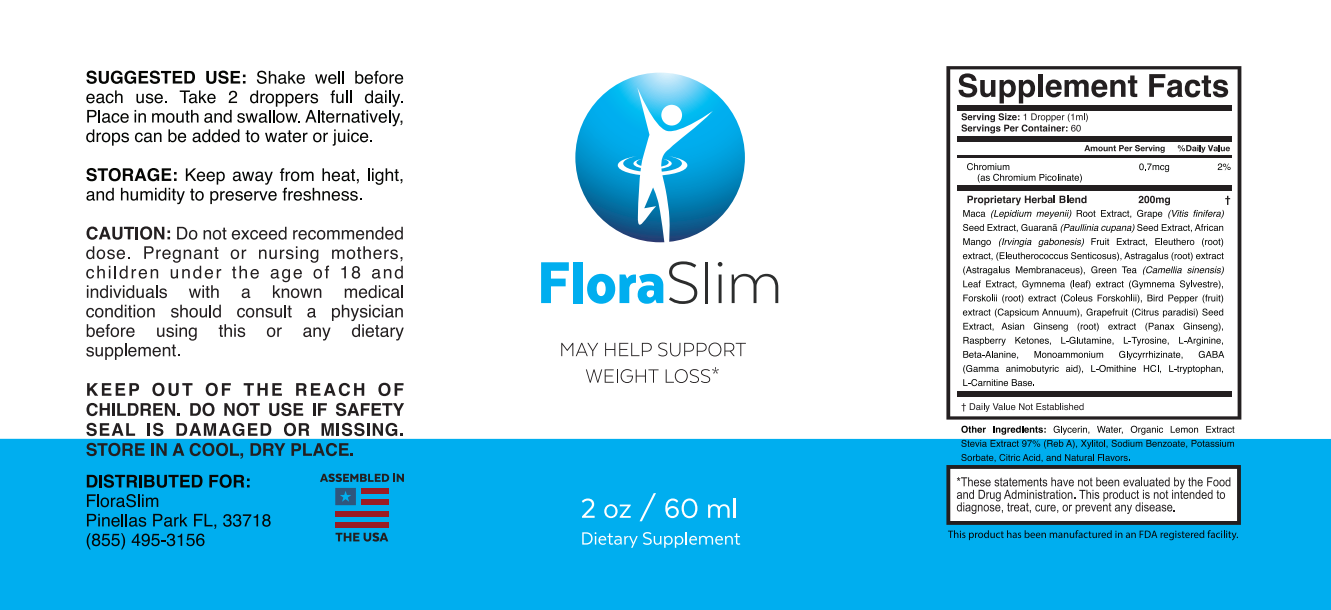 SUGGESTED USE: Shake well before
each use. Take 2 droppers full daily.
Place in mouth and swallow. Alternatively,
drops can be added to water or juice.
STORAGE: Keep away from heat, light,
and humidity to preserve freshness.
CAUTION: Do not exceed recommended
dose. Pregnant or nursing mothers,
children under the age of 18 and
individuals with a known medical
condition should consult a physician
before using this or any dietary
supplement.
KEEP OUT OF THE REACH OF
CHILDREN. DO NOT USE IF SAFETY
SEAL IS DAMAGED OR MISSING.
STORE IN A COOL, DRY PLACE.
DISTRIBUTED FOR:
FloraSlim
Pinellas Park FL, 33718
(855) 495-3156
ASSEMBLED IN
THE USA
FloraSlim
MAY HELP SUPPORT
WEIGHT LOSS*
2 oz / 60 ml
Dietary Supplement
Supplement Facts
Serving Size: 1 Dropper (1ml)
Servings Per Container: 60
Amount Per Serving %Daily Value
Chromium 0,7mcg 2%
(as Chromium Picolinate)
Proprietary Herbal Blend 200mg †
Maca (Lepidium meyenii) Root Extract, Grape (Vitis finifera)
Seed Extract, Guaranã (Paullinia cupana) Seed Extract, African
Mango (Irvingia gabonesis) Fruit Extract, Eleuthero (root)
extract, (Eleutherococcus Senticosus), Astragalus (root) extract
(Astragalus Membranaceus), Green Tea (Camellia sinensis)
Leaf Extract, Gymnema (leaf) extract (Gymnema Sylvestre),
Forskolii (root) extract (Coleus Forskohlii), Bird Pepper (fruit)
extract (Capsicum Annuum), Grapefruit (Citrus paradisi) Seed
Extract, Asian Ginseng (root) extract (Panax Ginseng),
Raspberry Ketones, L-Glutamine, L-Tyrosine, L-Arginine,
Beta-Alanine, Monoammonium Glycyrrhizinate, GABA
(Gamma animobutyric aid), L-Ornithine HCI, L-tryptophan,
L-Carnitine Base.
† Daily Value Not Established
Other Ingredients: Glycerin, Water, Organic Lemon Extract
Stevia Extract 97% (Reb A), Xylitol, Sodium Benzoate, Potassium
Sorbate, Citric Acid, and Natural Flavors.
*These statements have not been evaluated by the Food
and Drug Administration. This product is not intended to
diagnose, treat, cure, or prevent any disease.
This product has been manufactured in an FDA registered facility.